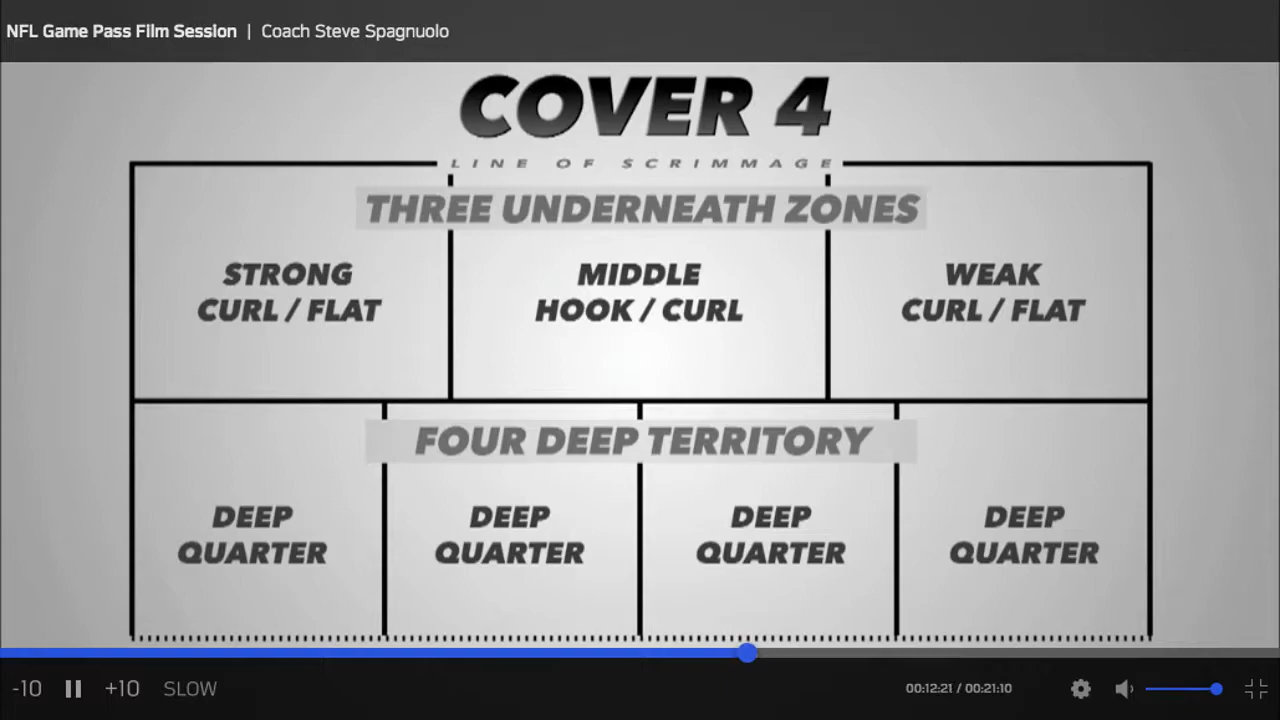 NFL Game Pass Film Session | Coach Steve Spagnuolo
COVER 4
LINE OF SCRIMMAGE
THREE UNDERNEATH ZONES
STRONG
CURL / FLAT
MIDDLE
HOOK / CURL
WEAK
CURL / FLAT
FOUR DEEP TERRITORY
DEEP
QUARTER
DEEP
QUARTER
DEEP
QUARTER
DEEP
QUARTER
-10
+10
SLOW
00:12:21 / 00:21:10